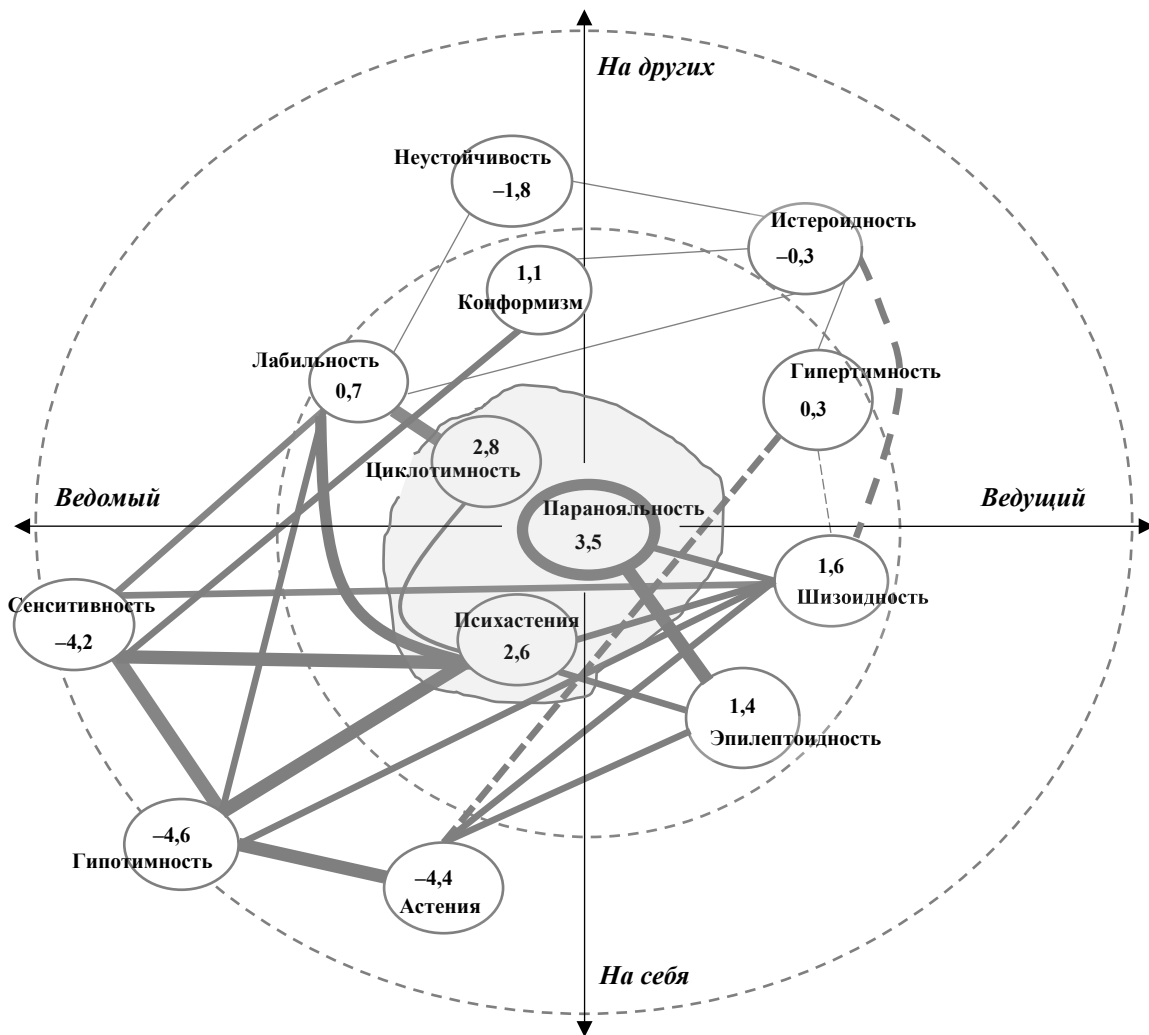 На других
Неустойчивость
–1,8
Истероидность
–0,3
1,1
Конформизм
Лабильность
0,7
Гипертимность
0,3
2,8
Циклотимность
Ведомый
Ведущий
Паранояльность
3,5
1,6
Шизоидность
Сенситивность
–4,2
Психастения
2,6
1,4
Эпилептоидность
–4,6
Гипотимность
–4,4
Астения
На себя